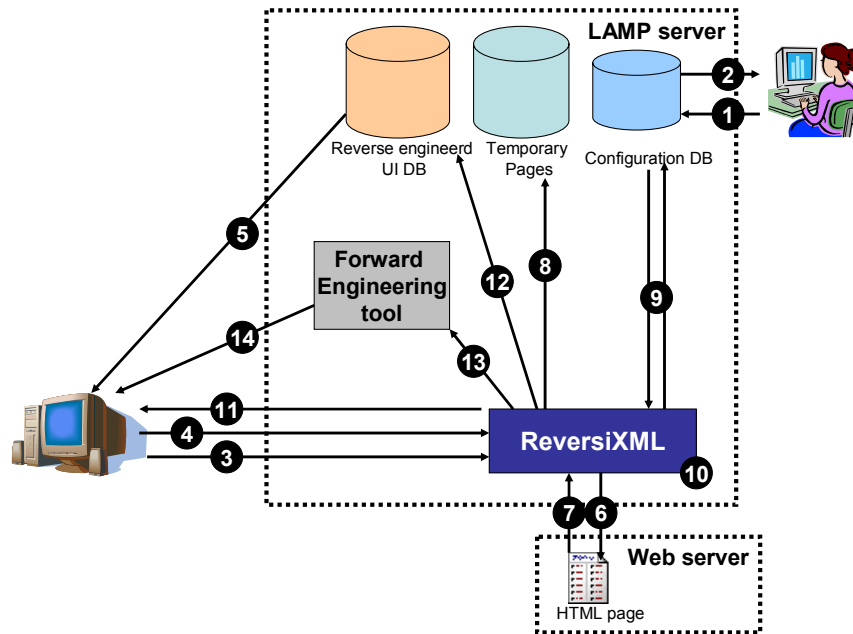 LAMP server
2
1
Reverse engineerd
UI DB
Temporary
Pages
Configuration DB
5
Forward
Engineering
tool
12
8
9
14
13
11
4
3
ReversiXML
10
7
6
Web server
HTML page